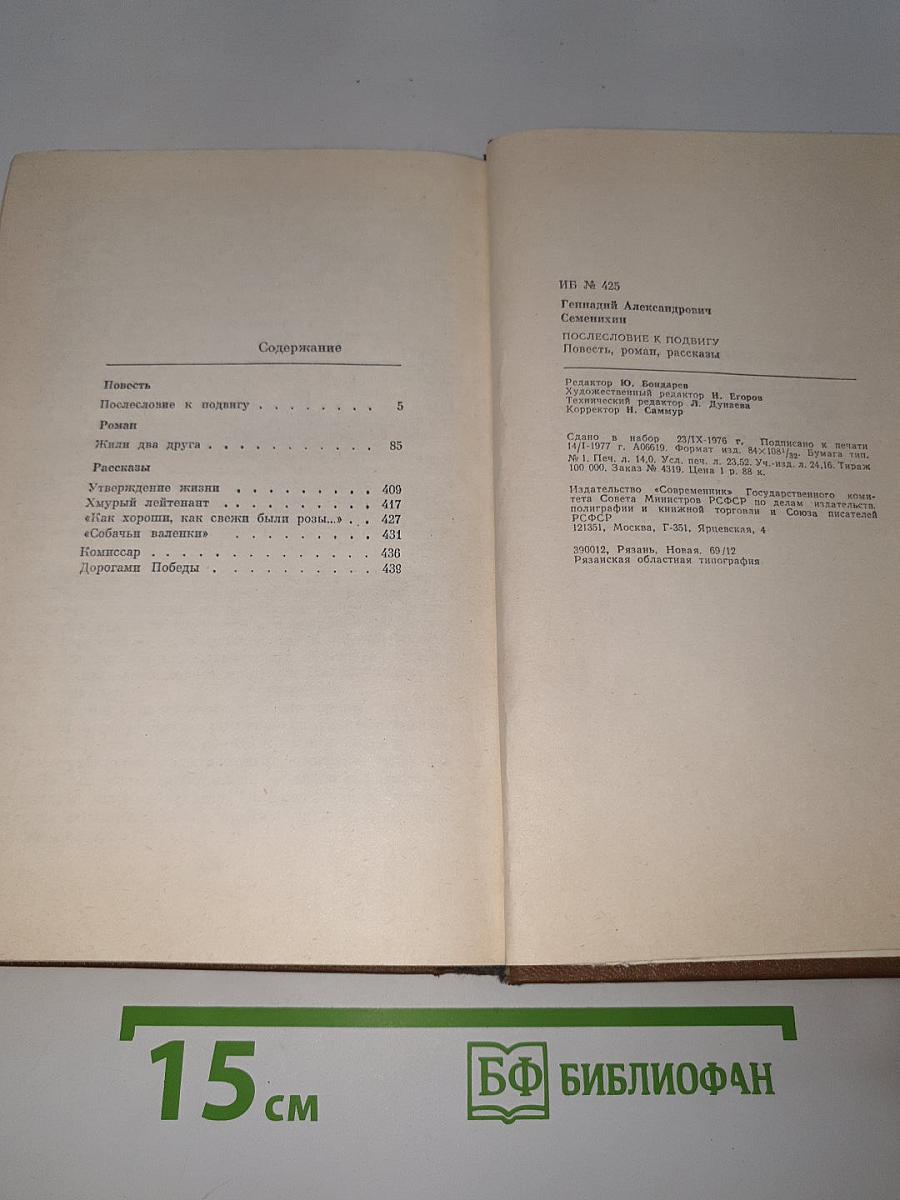 Содержание
Повесть
Послесловие к подвигу . . . . . . . . 5
Роман
Жили два друга . . . . . . . . . . . 85
Рассказы
Утверждение жизни . . . . . . . . . 409
Хмурый лейтенант . . . . . . . . . . 417
«Как хороши, как свежи были розы...» . . 427
«Собачьи валенки» . . . . . . . . . 431
Комиссар . . . . . . . . . . . . . . 436
Дорогами Победы . . . . . . . . . . 439
ИБ № 425
Геннадий Александрович
Семенихин
ПОСЛЕСЛОВИЕ К ПОДВИГУ
Повесть, роман, рассказы
Редактор Ю. Бондарев
Художественный редактор Н. Егоров
Технический редактор Л. Дунаева
Корректор Н. Саммур
Сдано в набор 23/IX-1976 г. Подписано к печати
14/I-1977 г. А06619. Формат изд. 84×108¹/₃₂. Бумага тип.
№ 1. Печ. л. 14,0. Усл. печ. л. 23,52. Уч.-изд. л. 24,16. Тираж
100 000. Заказ № 4319. Цена 1 р. 88 к.
Издательство «Современник» Государственного коми-
тета Совета Министров РСФСР по делам издательств,
полиграфии и книжной торговли и Союза писателей
РСФСР
121351, Москва, Г-351, Ярцевская, 4
390012, Рязань, Новая, 69/12
Рязанская областная типография
15 см
БФ БИБЛИОФАН